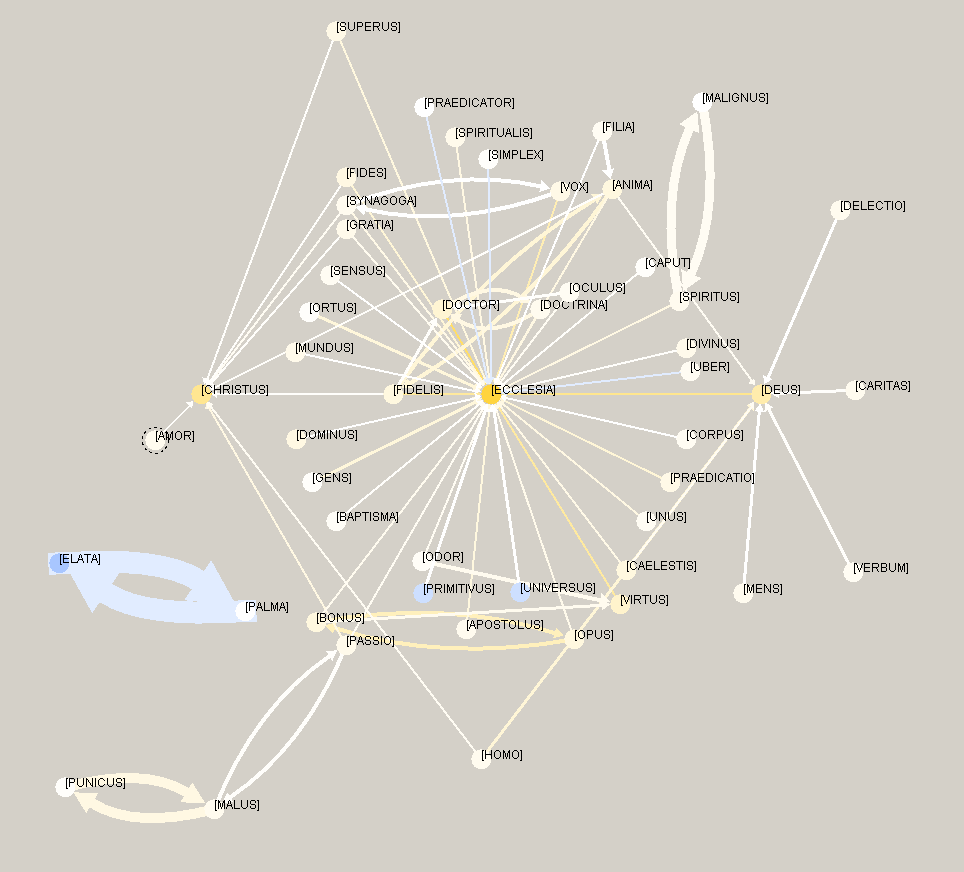 [SUPERUS]
[MALIGNUS]
[PRAEDICATOR]
[FILIA]
[SPIRITUALIS]
[SIMPLEX]
[FIDES]
[VOX]
[ANIMA]
[SYNAGOGA]
[DELECTIO]
[GRATIA]
[CAPUT]
[SENSUS]
[OCULUS]
[SPIRITUS]
[ORTUS]
[DOCTOR]
[DOCTRINA]
[MUNDUS]
[DIVINUS]
[UBER]
[CHRISTUS]
[FIDELIS]
[ECCLESIA]
[DEUS]
[CARITAS]
[AMOR]
[DOMINUS]
[CORPUS]
[GENS]
[PRAEDICATIO]
[BAPTISMA]
[UNUS]
[ELATA]
[ODOR]
[CAELESTIS]
[VERBUM]
[PRIMITIVUS]
[UNIVERSUS]
[MENS]
[PALMA]
[VIRTUS]
[BONUS]
[APOSTOLUS]
[OPUS]
[PASSIO]
[HOMO]
[PUNICUS]
[MALUS]